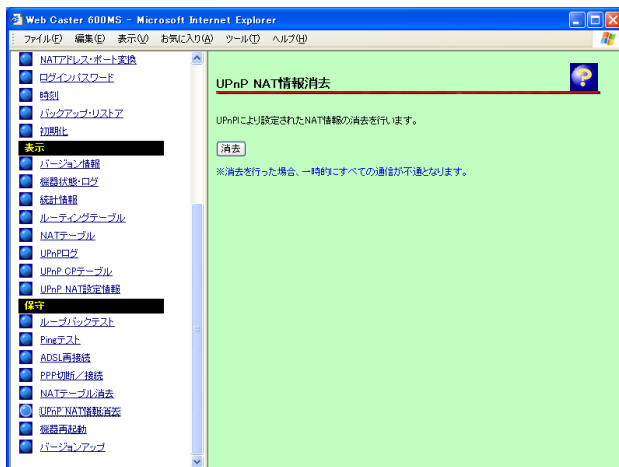 Web Caster 600MS - Microsoft Internet Explorer
ファイル(F) 編集(E) 表示(V) お気に入り(A) ツール(T) ヘルプ(H)
NATアドレス・ポート変換
ログインパスワード
時刻
バックアップ・リストア
初期化
表示
バージョン情報
機器状態・ログ
統計情報
ルーティングテーブル
NATテーブル
UPnPログ
UPnP CPテーブル
UPnP NAT設定情報
保守
ループバックテスト
Pingテスト
ADSL再接続
PPP切断／接続
NATテーブル消去
UPnP NAT情報消去
機器再起動
バージョンアップ
UPnP NAT情報消去
?
UPnPにより設定されたNAT情報の消去を行います。
消去
※消去を行った場合、一時的にすべての通信が不通となります。